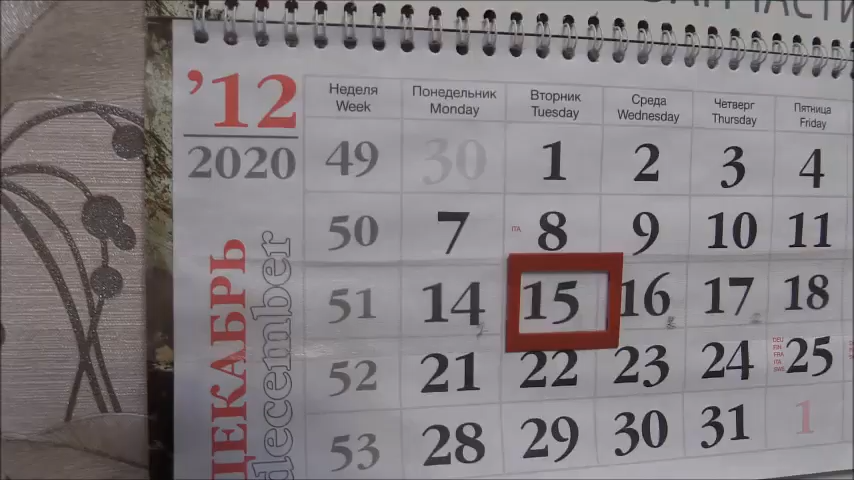 '12
2020
ДЕКАБРЬ
december
Неделя Понедельник Вторник Среда Четверг Пятница
Week Monday Tuesday Wednesday Thursday Friday
49 30 1 2 3 4
50 7 ITA. 8 9 10 11
51 14 15 16 17 18
52 21 22 23 24 25
53 28 29 30 31 1